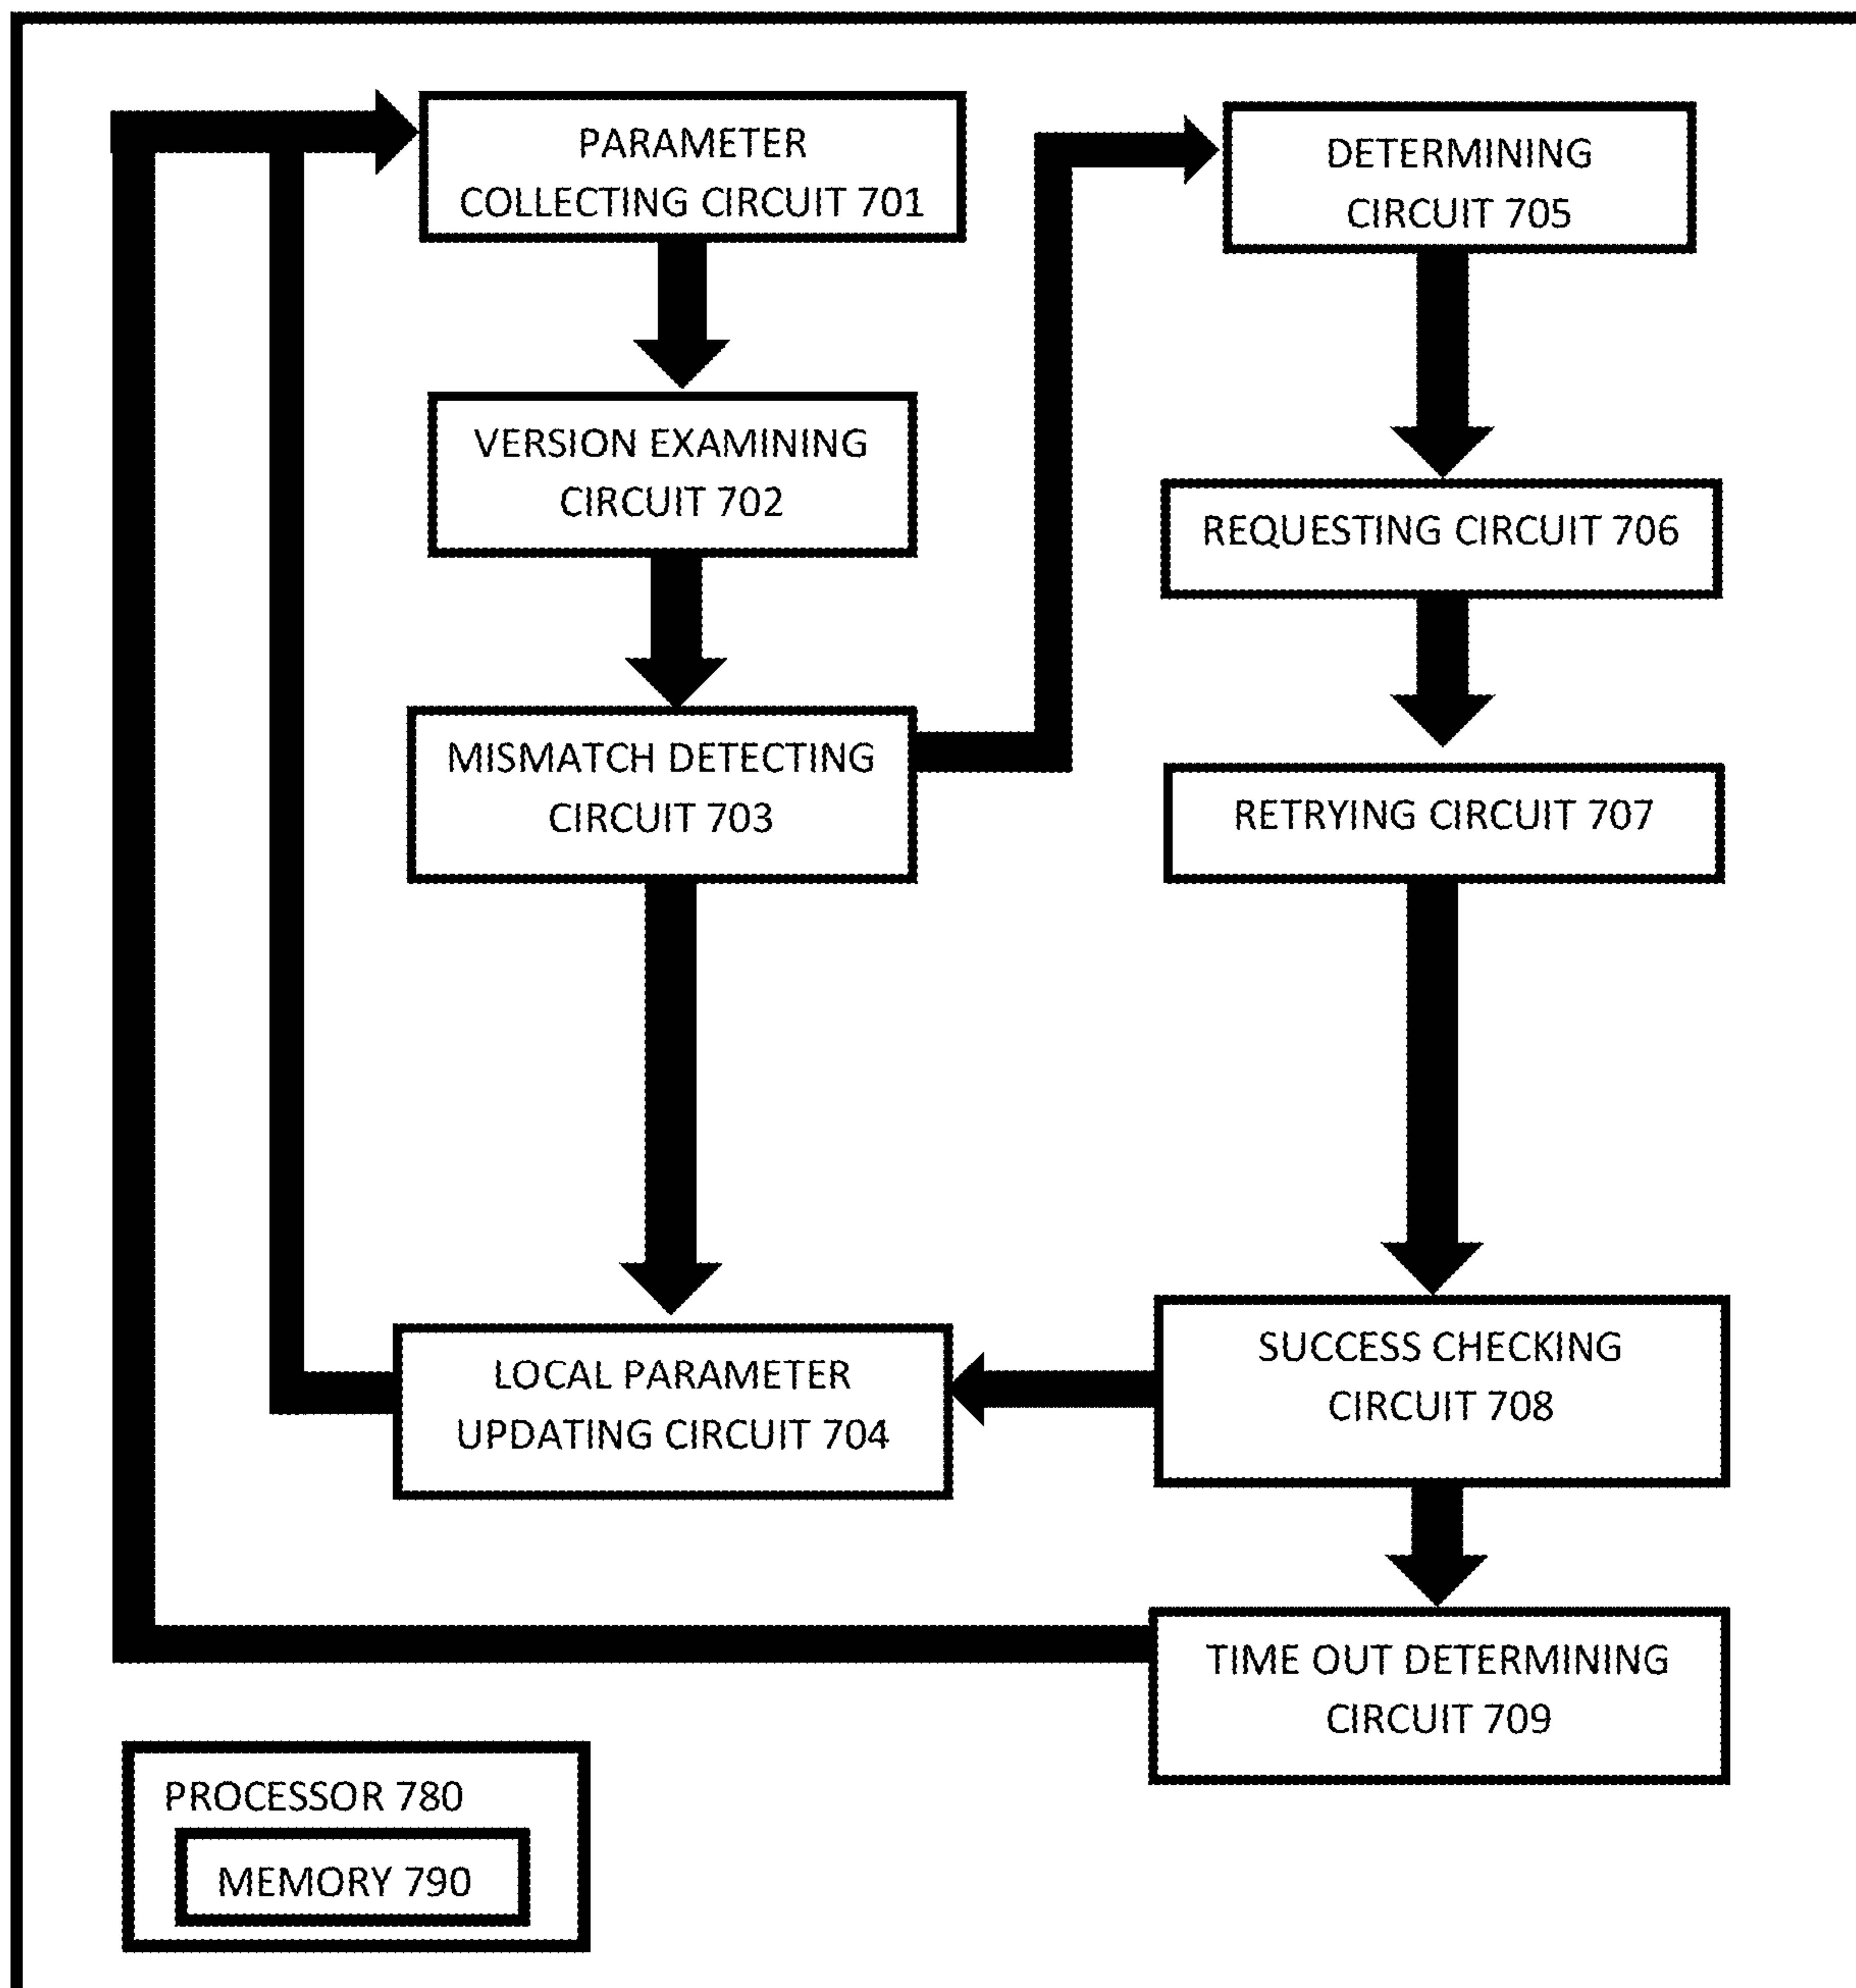 PARAMETER
COLLECTING CIRCUIT 701
VERSION EXAMINING
CIRCUIT 702
MISMATCH DETECTING
CIRCUIT 703
LOCAL PARAMETER
UPDATING CIRCUIT 704
DETERMINING
CIRCUIT 705
REQUESTING CIRCUIT 706
RETRYING CIRCUIT 707
SUCCESS CHECKING
CIRCUIT 708
TIME OUT DETERMINING
CIRCUIT 709
PROCESSOR 780
MEMORY 790